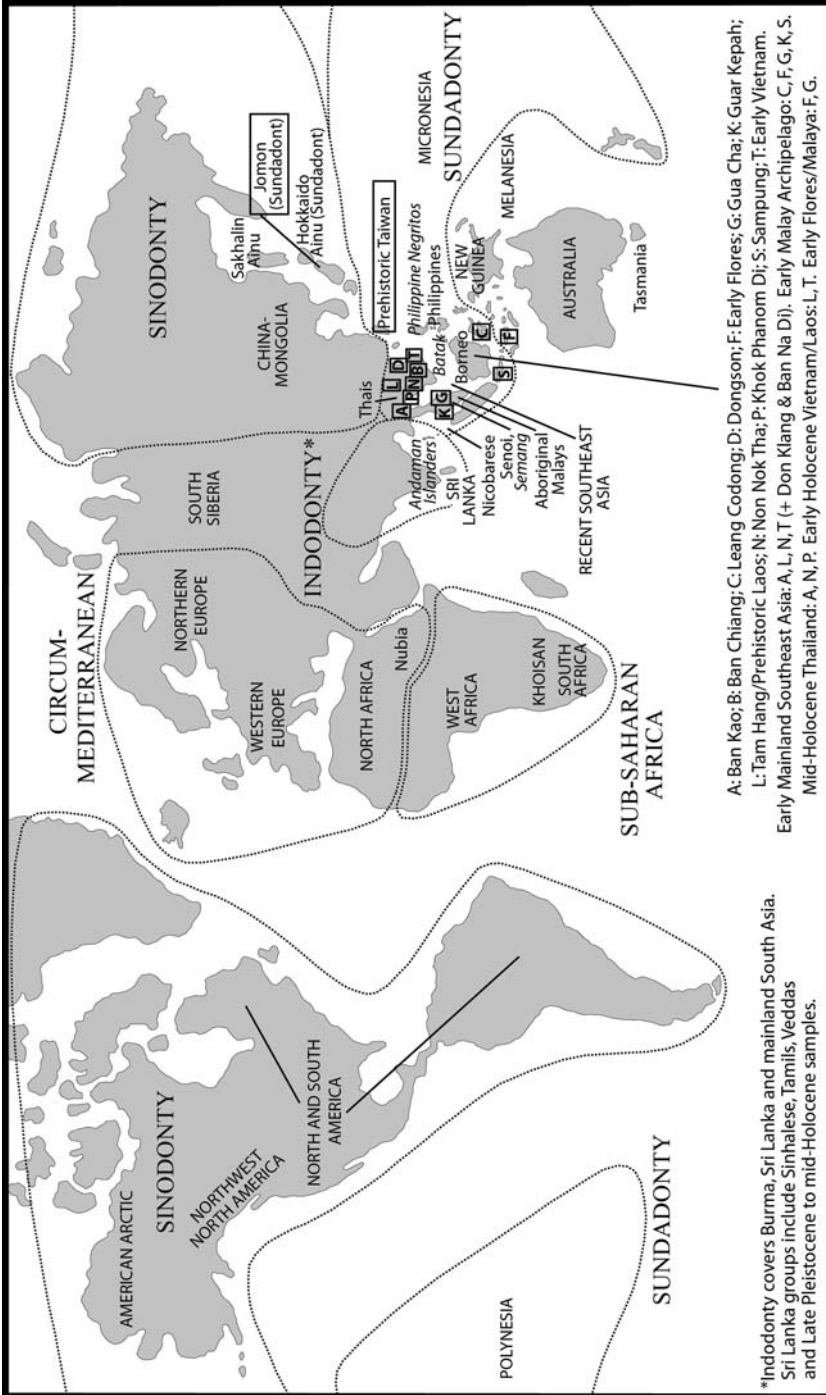 CIRCUM-
MEDITERRANEAN
SINODONTY
SINODONTY
AMERICAN ARCTIC
NORTHWEST
NORTH AMERICA
NORTH AND SOUTH
AMERICA
POLYNESIA
SUNDADONTY
NORTHERN
EUROPE
WESTERN
EUROPE
NORTH AFRICA
Nubia
WEST
AFRICA
KHOISAN
SOUTH
AFRICA
SUB-SAHARAN
AFRICA
SOUTH
SIBERIA
INDODONTY*
CHINA-
MONGOLIA
Sakhalin
Ainu
Jomon
(Sundadont)
Hokkaido
Ainu (Sundadont)
Prehistoric Taiwan
Thais
A
L
P
N
D
B
T
Philippine Negritos
Philippines
Batak
Borneo
K
G
S
C
F
Andaman
Islanders
SRI
LANKA
Nicobarese
Senoi,
Semang
Aboriginal
Malays
RECENT SOUTHEAST
ASIA
MICRONESIA
SUNDADONTY
NEW
GUINEA
MELANESIA
AUSTRALIA
Tasmania
*Indodonty covers Burma, Sri Lanka and mainland South Asia.
Sri Lanka groups include Sinhalese, Tamils, Veddas
and Late Pleistocene to mid-Holocene samples.
A: Ban Kao; B: Ban Chiang; C: Leang Codong; D: Dongson; F: Early Flores; G: Gua Cha; K: Guar Kepah;
L: Tam Hang/Prehistoric Laos; N: Non Nok Tha; P: Khok Phanom Di; S: Sampung; T: Early Vietnam.
Early Mainland Southeast Asia: A, L, N, T (+ Don Klang & Ban Na Di), Early Malay Archipelago: C, F, G, K, S.
Mid-Holocene Thailand: A, N, P. Early Holocene Vietnam/Laos: L, T. Early Flores/Malaya: F, G.